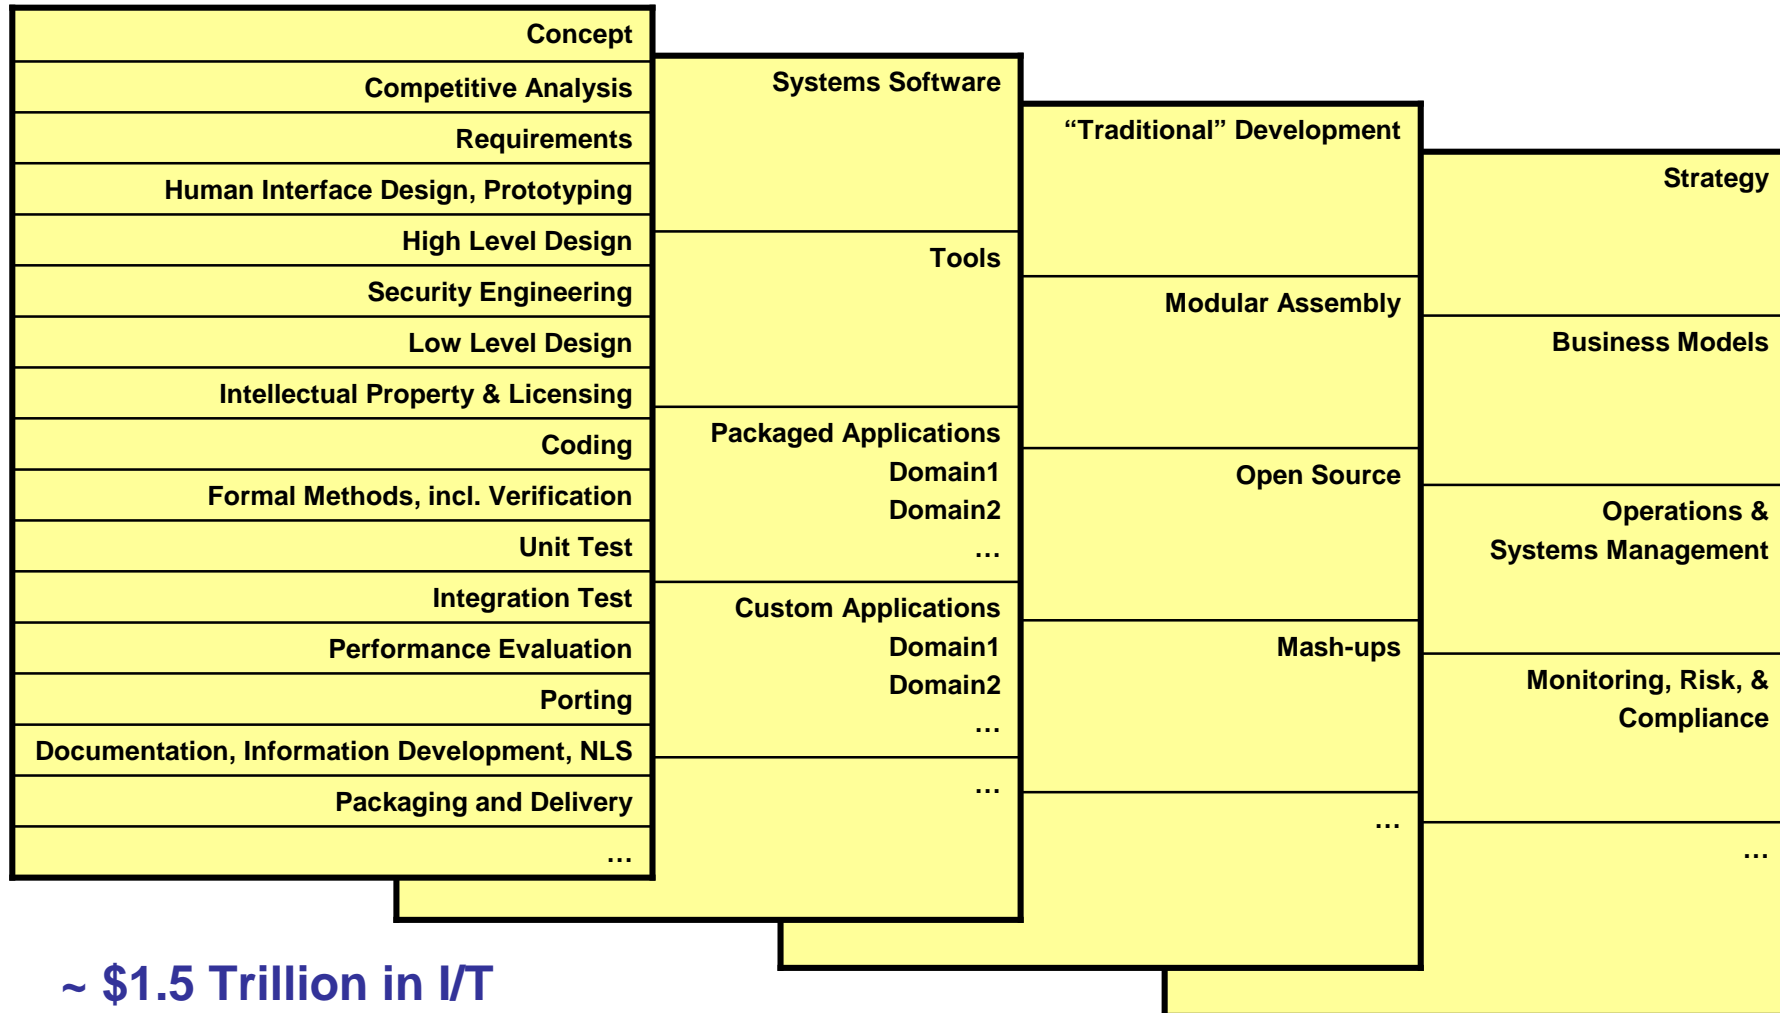 Concept
Competitive Analysis
Requirements
Human Interface Design, Prototyping
High Level Design
Security Engineering
Low Level Design
Intellectual Property & Licensing
Coding
Formal Methods, incl. Verification
Unit Test
Integration Test
Performance Evaluation
Porting
Documentation, Information Development, NLS
Packaging and Delivery
…
Systems Software
Tools
Packaged Applications
Domain1
Domain2
…
Custom Applications
Domain1
Domain2
…
…
“Traditional” Development
Modular Assembly
Open Source
Mash-ups
…
Strategy
Business Models
Operations &
Systems Management
Monitoring, Risk, &
Compliance
…
~ $1.5 Trillion in I/T